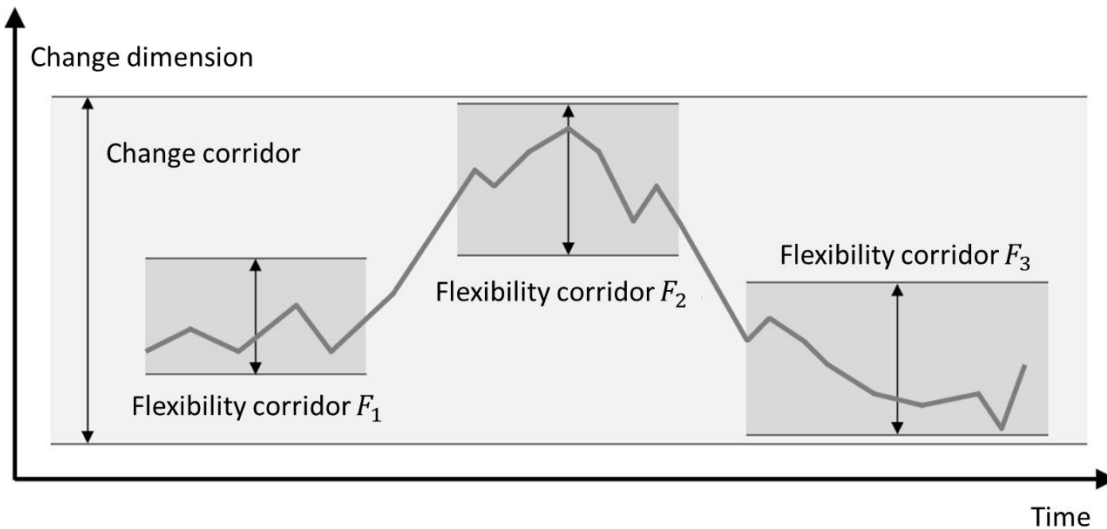 Change dimension
Change corridor
Flexibility corridor F₁
Flexibility corridor F₂
Flexibility corridor F₃
Time